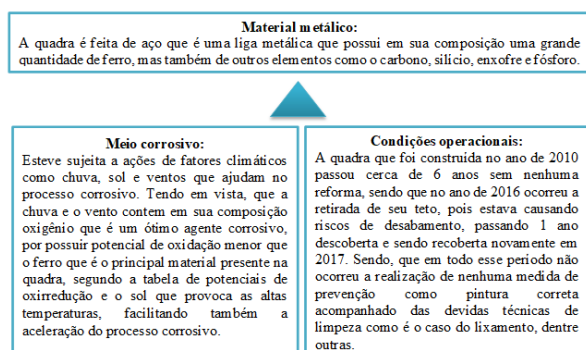 Material metálico:
A quadra é feita de aço que é uma liga metálica que possui em sua composição uma grande
quantidade de ferro, mas também de outros elementos como o carbono, silicio, enxofre e fósforo.
Meio corrosivo:
Esteve sujeita a ações de fatores climáticos
como chuva, sol e ventos que ajudam no
processo corrosivo. Tendo em vista, que a
chuva e o vento contem em sua composição
oxigênio que é um ótimo agente corrosivo,
por possuir potencial de oxidação menor que
o ferro que é o principal material presente na
quadra, segundo a tabela de potenciais de
oxirredução e o sol que provoca as altas
temperaturas, facilitando também a
aceleração do processo corrosivo.
Condições operacionais:
A quadra que foi construida no ano de 2010
passou cerca de 6 anos sem nenhuma
reforma, sendo que no ano de 2016 ocorreu a
retirada de seu teto, pois estava causando
riscos de desabamento, passando 1 ano
descoberta e sendo recoberta novamente em
2017. Sendo, que em todo esse periodo não
ocorreu a realização de nenhuma medida de
prevenção como pintura correta
acompanhado das devidas técnicas de
limpeza como é o caso do lixamento, dentre
outras.